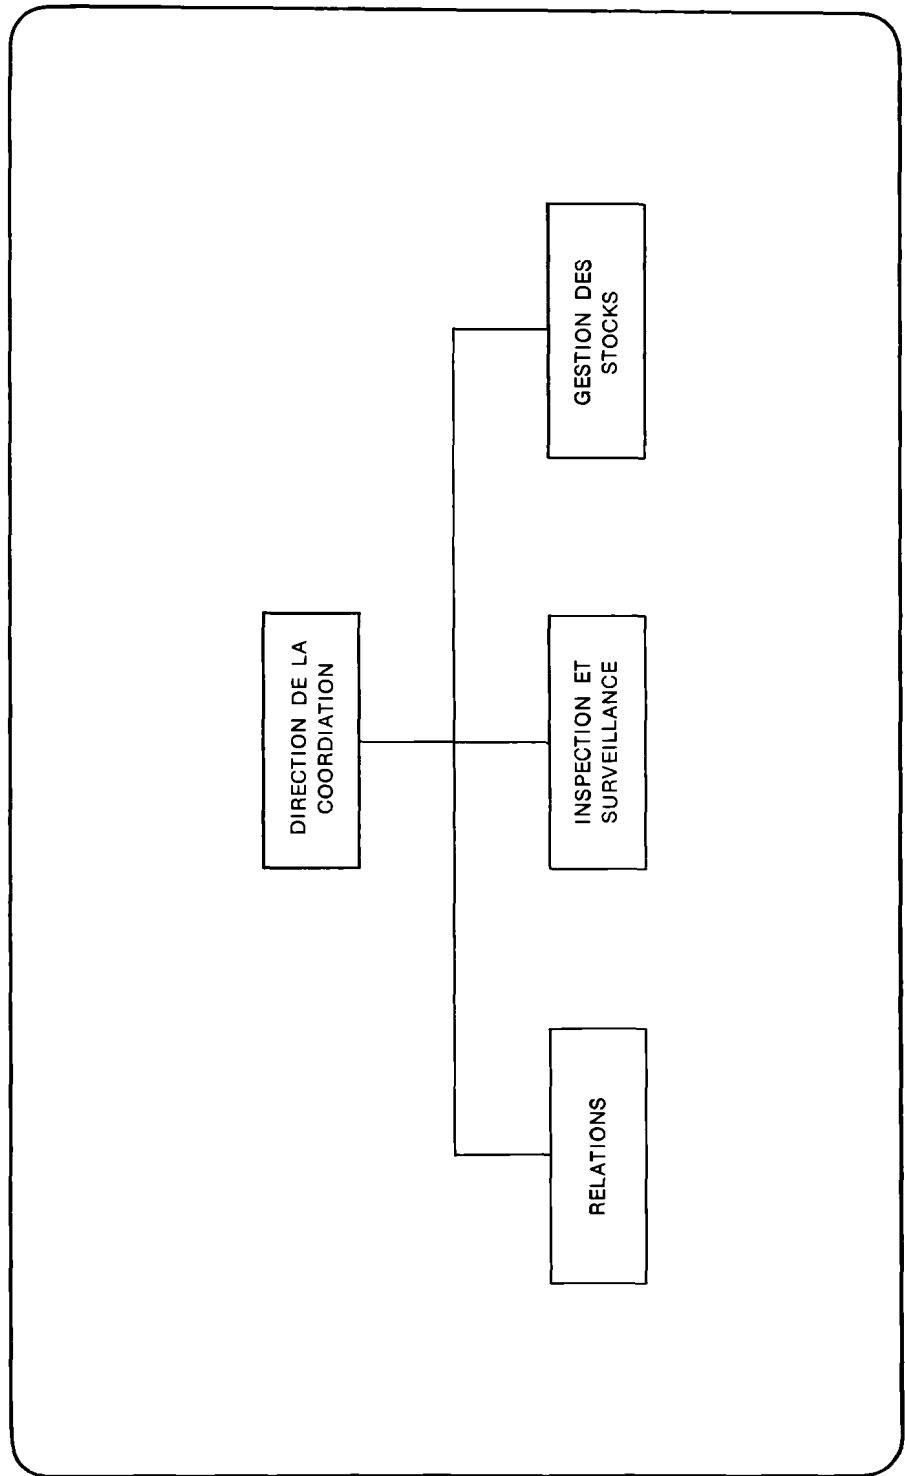 DIRECTION DE LA
COORDIATION
RELATIONS
INSPECTION ET
SURVEILLANCE
GESTION DES
STOCKS